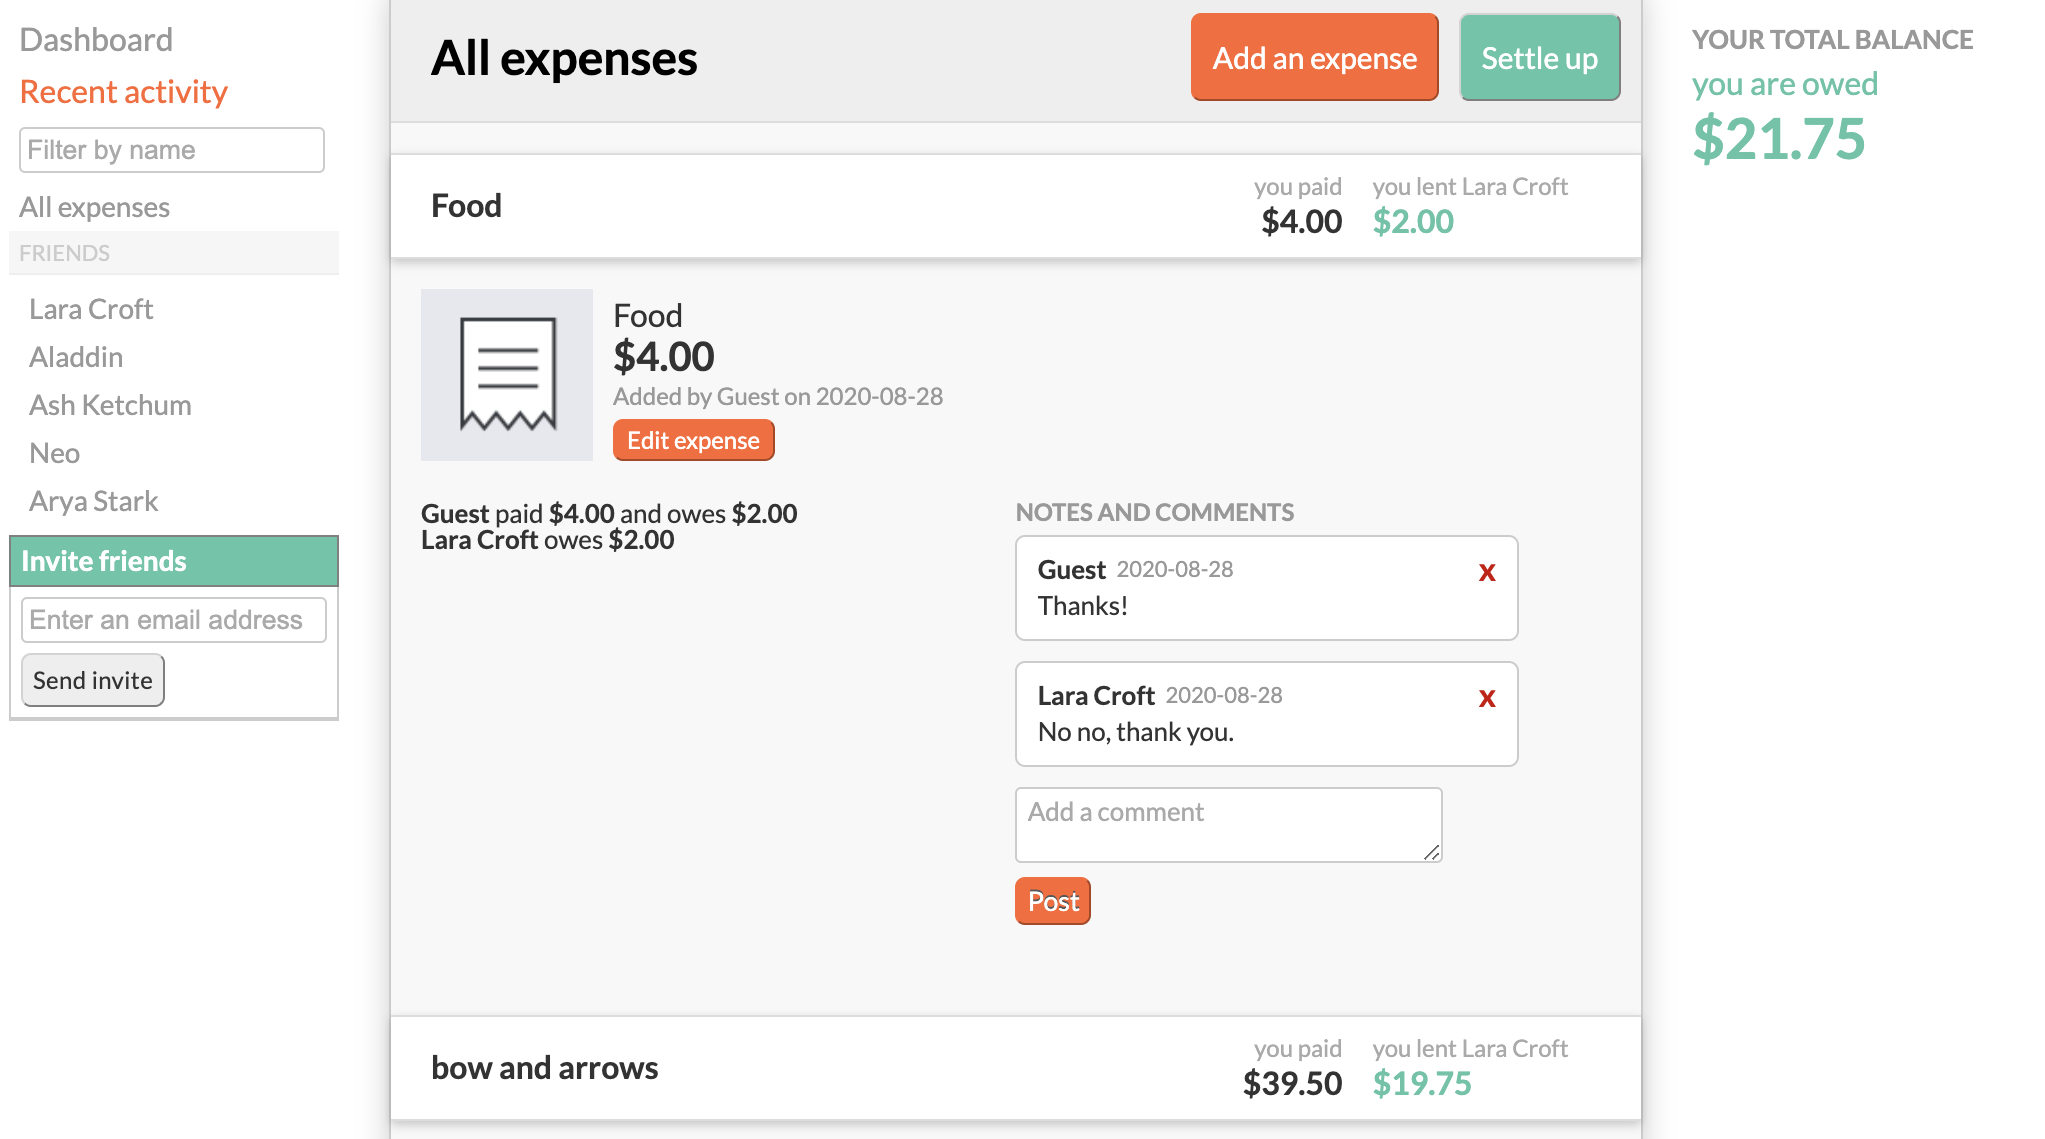 Dashboard
Recent activity
Filter by name
All expenses
FRIENDS
Lara Croft
Aladdin
Ash Ketchum
Neo
Arya Stark
Invite friends
Enter an email address
Send invite
All expenses
Add an expense
Settle up
Food
you paid
$4.00
you lent Lara Croft
$2.00
Food
$4.00
Added by Guest on 2020-08-28
Edit expense
Guest paid $4.00 and owes $2.00
Lara Croft owes $2.00
NOTES AND COMMENTS
Guest 2020-08-28
X
Thanks!
Lara Croft 2020-08-28
X
No no, thank you.
Add a comment
Post
bow and arrows
you paid
$39.50
you lent Lara Croft
$19.75
YOUR TOTAL BALANCE
you are owed
$21.75